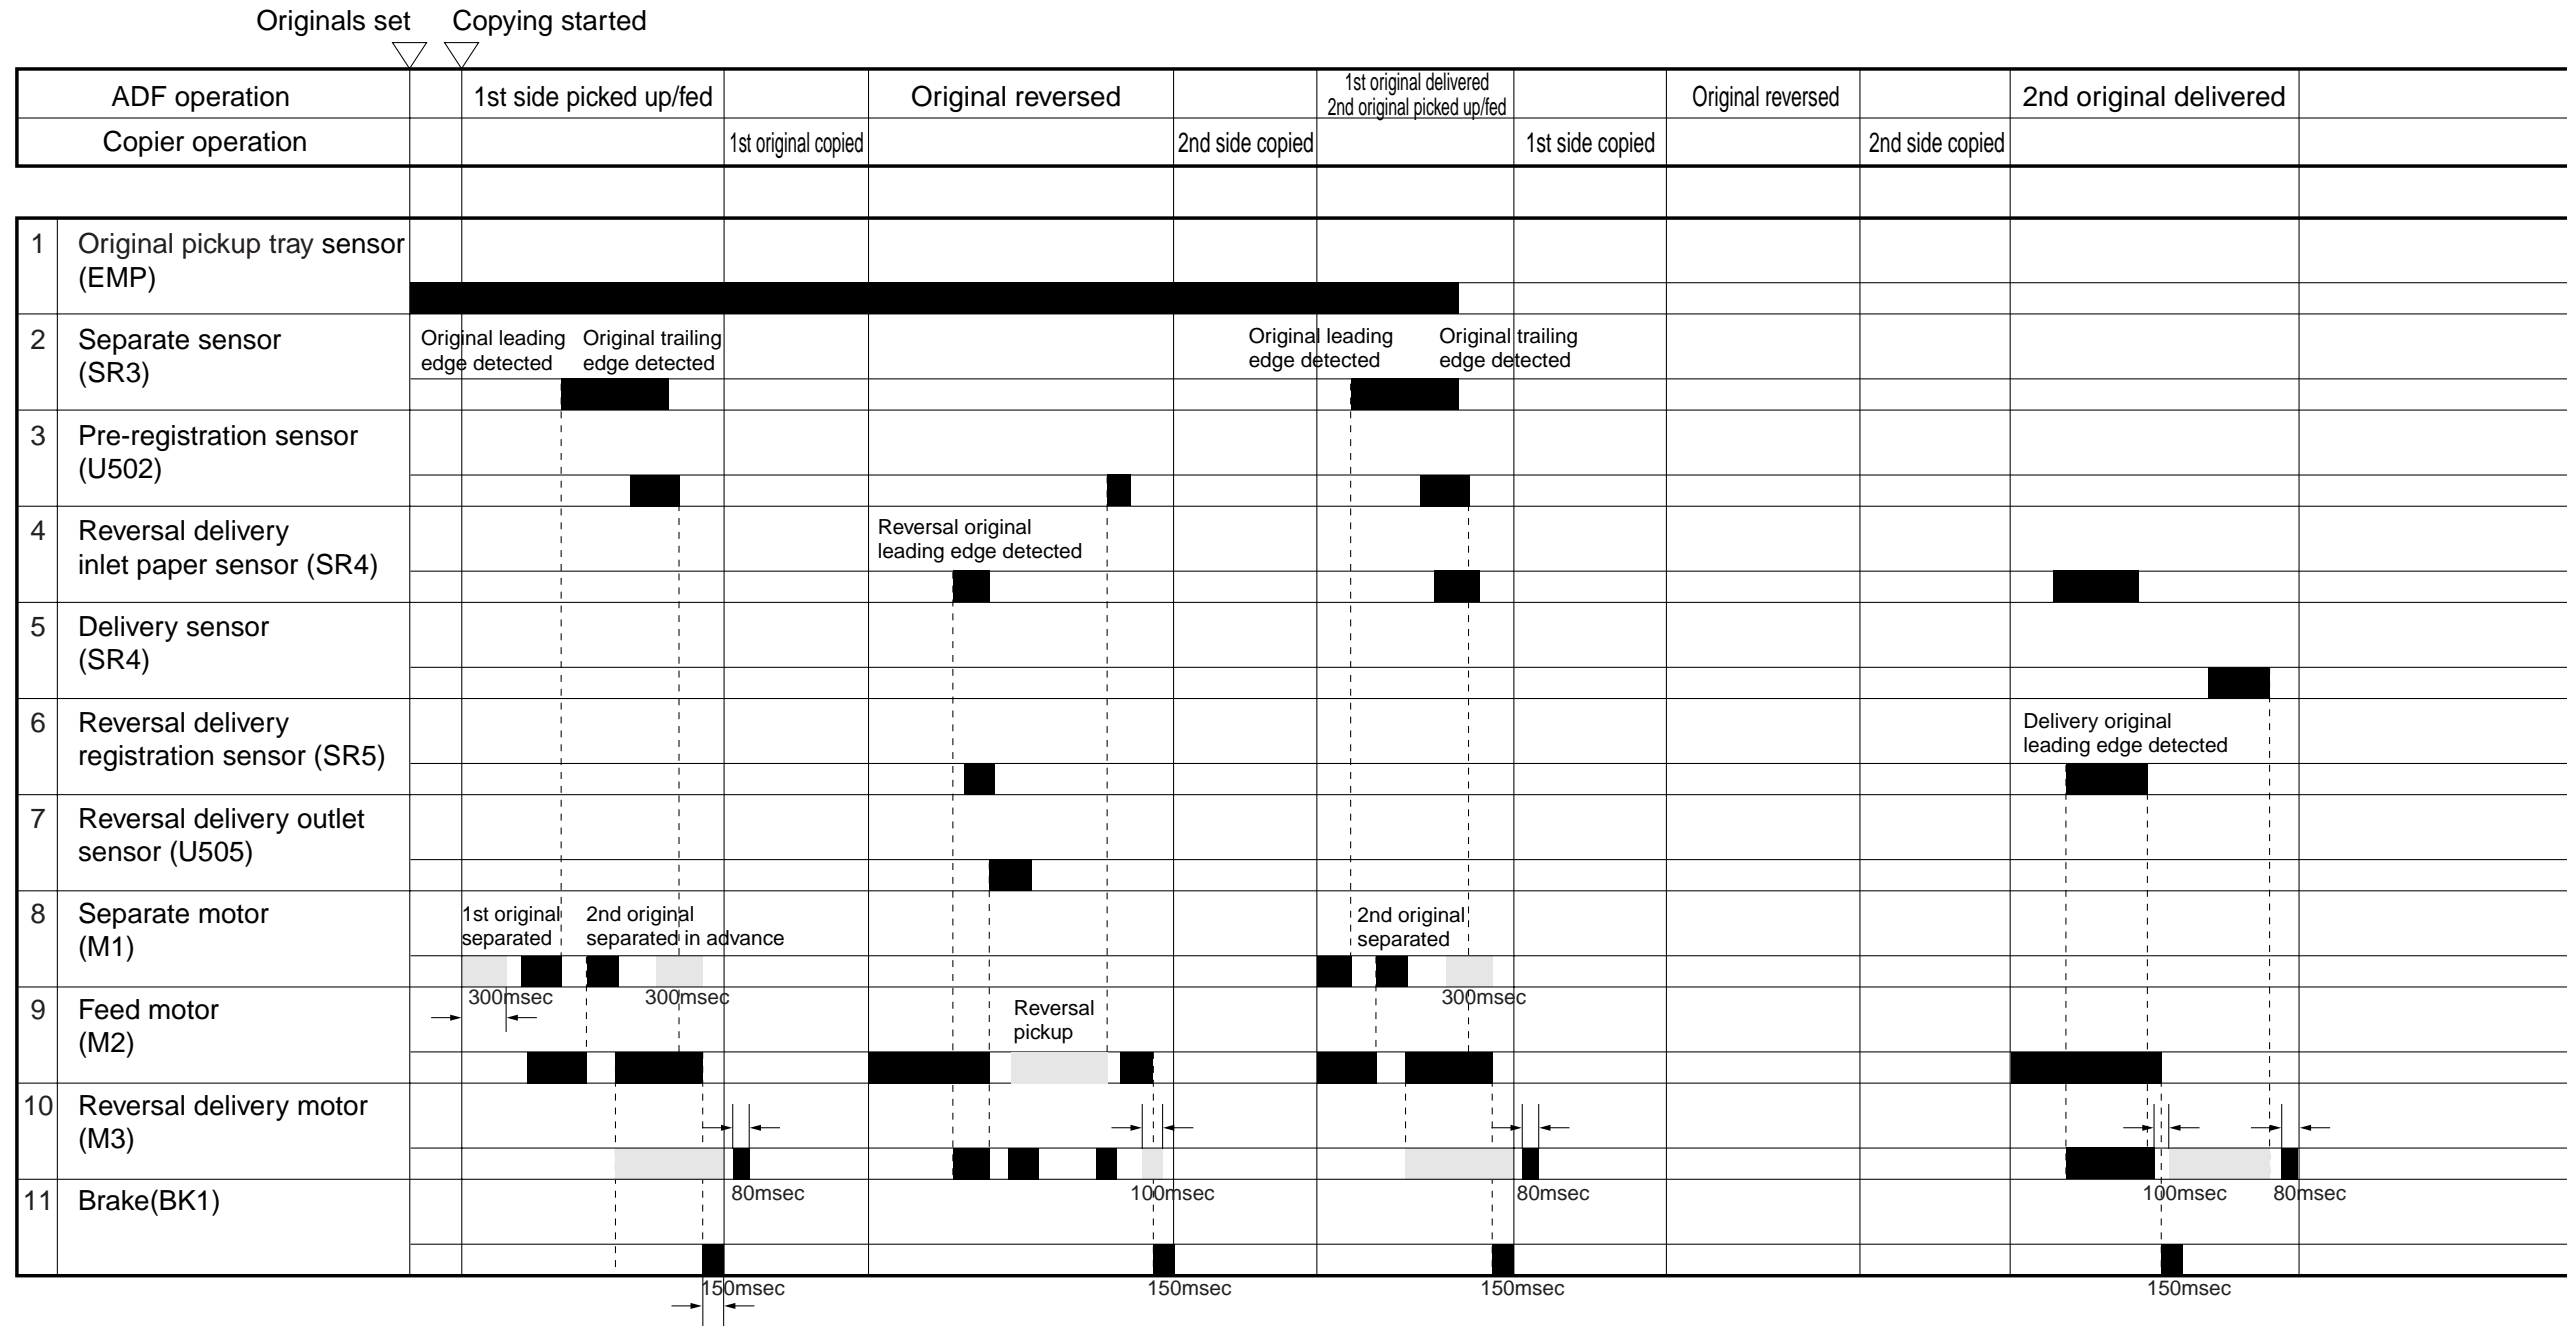 Originals set
Copying started
ADF operation
1st side picked up/fed
Original reversed
1st original delivered
2nd original picked up/fed
Original reversed
2nd original delivered
Copier operation
1st original copied
2nd side copied
1st side copied
2nd side copied
1
Original pickup tray sensor
(EMP)
2
Separate sensor
(SR3)
Original leading
edge detected
Original trailing
edge detected
Original leading
edge detected
Original trailing
edge detected
3
Pre-registration sensor
(U502)
4
Reversal delivery
inlet paper sensor (SR4)
Reversal original
leading edge detected
5
Delivery sensor
(SR4)
6
Reversal delivery
registration sensor (SR5)
Delivery original
leading edge detected
7
Reversal delivery outlet
sensor (U505)
8
Separate motor
(M1)
1st original
separated
2nd original
separated in advance
2nd original
separated
300msec
300msec
300msec
9
Feed motor
(M2)
Reversal
pickup
10
Reversal delivery motor
(M3)
80msec
100msec
80msec
100msec
80msec
11
Brake(BK1)
150msec
150msec
150msec
150msec